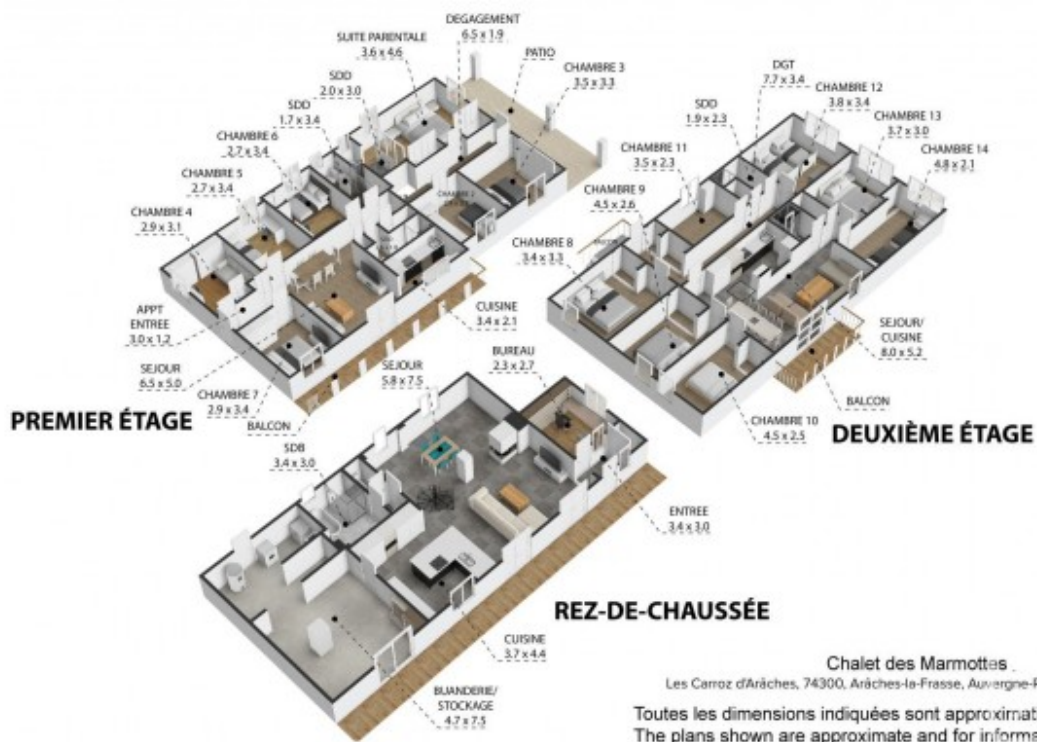 DEGAGEMENT
6.5 x 1.9
SUITE PARENTALE
3.6 x 4.6
PATIO
SDD
2.0 x 3.0
CHAMBRE 3
3.5 x 3.3
SDD
1.7 x 3.4
CHAMBRE 6
2.7 x 3.4
CHAMBRE 5
2.7 x 3.4
CHAMBRE 4
2.9 x 3.1
CHAMBRE 2
APPT
ENTREE
3.0 x 1.2
CUISINE
3.4 x 2.1
SEJOUR
6.5 x 5.0
CHAMBRE 7
2.9 x 3.4
BALCON
PREMIER ÉTAGE
DGT
7.7 x 3.4
CHAMBRE 12
3.8 x 3.4
SDD
1.9 x 2.3
CHAMBRE 13
3.7 x 3.0
CHAMBRE 11
3.5 x 2.3
CHAMBRE 14
4.8 x 2.1
CHAMBRE 9
4.5 x 2.6
CHAMBRE 8
3.4 x 3.3
SEJOUR/
CUISINE
8.0 x 5.2
BALCON
CHAMBRE 10
4.5 x 2.5
DEUXIÈME ÉTAGE
BUREAU
2.3 x 2.7
SEJOUR
5.8 x 7.5
SDB
3.4 x 3.0
ENTREE
3.4 x 3.0
REZ-DE-CHAUSSÉE
CUISINE
3.7 x 4.4
BUANDERIE/
STOCKAGE
4.7 x 7.5
Chalet des Marmottes
Les Carroz d'Arâches, 74300, Arâches-la-Frasse, Auvergne-R
Toutes les dimensions indiquées sont approximat
The plans shown are approximate and for informa